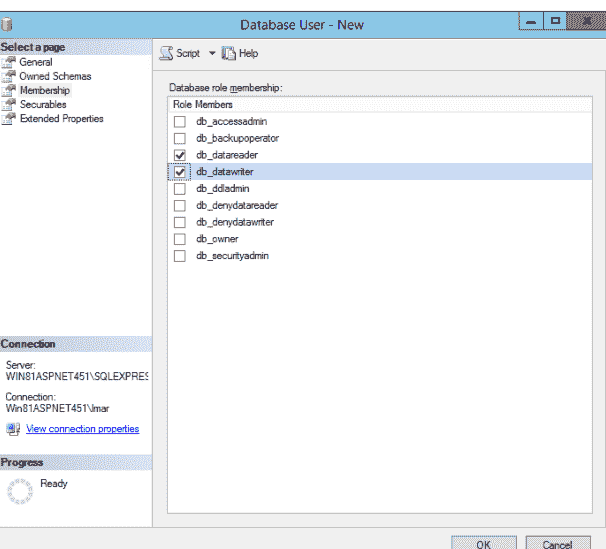 Database User - New
Select a page
General
Owned Schemas
Membership
Securables
Extended Properties
Script
Help
Database role membership:
Role Members
db_accessadmin
db_backupoperator
db_datareader
db_datawriter
db_ddladmin
db_denydatareader
db_denydatawriter
db_owner
db_securityadmin
Connection
Server:
WIN81ASPNET451\SQLEXPRES
Connection:
Win81ASPNET451\Imar
View connection properties
Progress
Ready
OK
Cancel